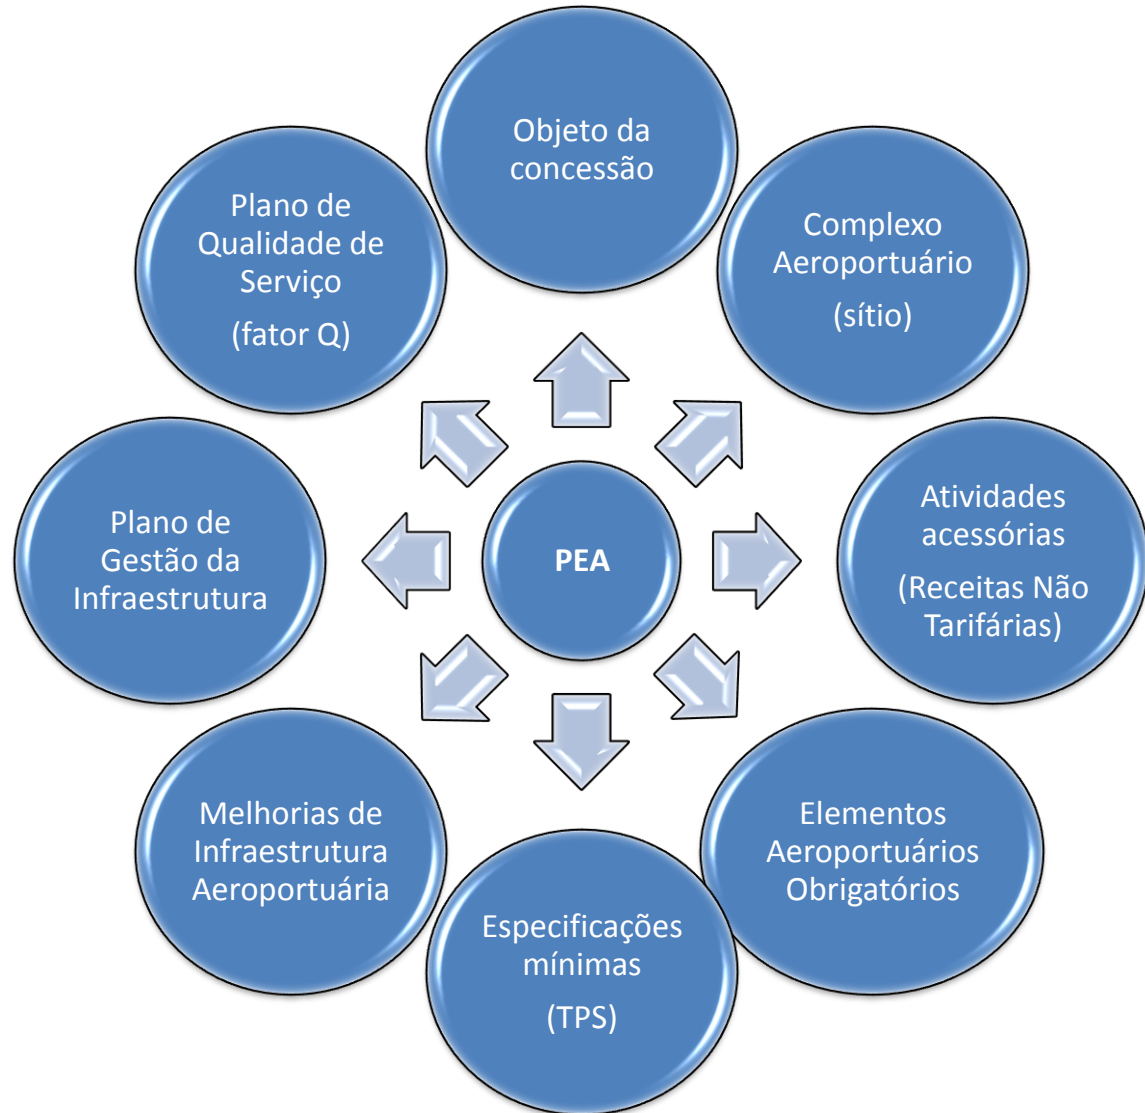 Objeto da
concessão
Complexo
Aeroportuário
(sítio)
Atividades
acessórias
(Receitas Não
Tarifárias)
Elementos
Aeroportuários
Obrigatórios
Especificações
mínimas
(TPS)
Melhorias de
Infraestrutura
Aeroportuária
Plano de
Gestão da
Infraestrutura
Plano de
Qualidade de
Serviço
(fator Q)
PEA